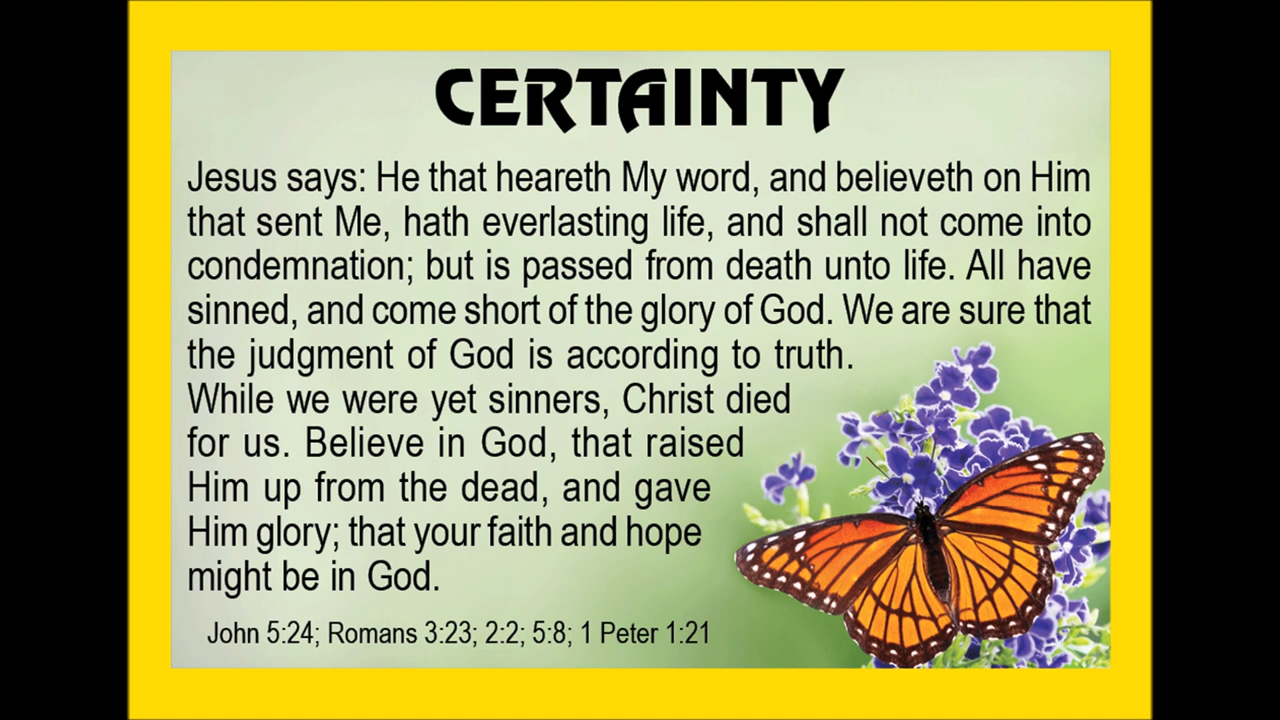 CERTAINTY
Jesus says: He that heareth My word, and believeth on Him
that sent Me, hath everlasting life, and shall not come into
condemnation; but is passed from death unto life. All have
sinned, and come short of the glory of God. We are sure that
the judgment of God is according to truth.
While we were yet sinners, Christ died
for us. Believe in God, that raised
Him up from the dead, and gave
Him glory; that your faith and hope
might be in God.
John 5:24; Romans 3:23; 2:2; 5:8; 1 Peter 1:21